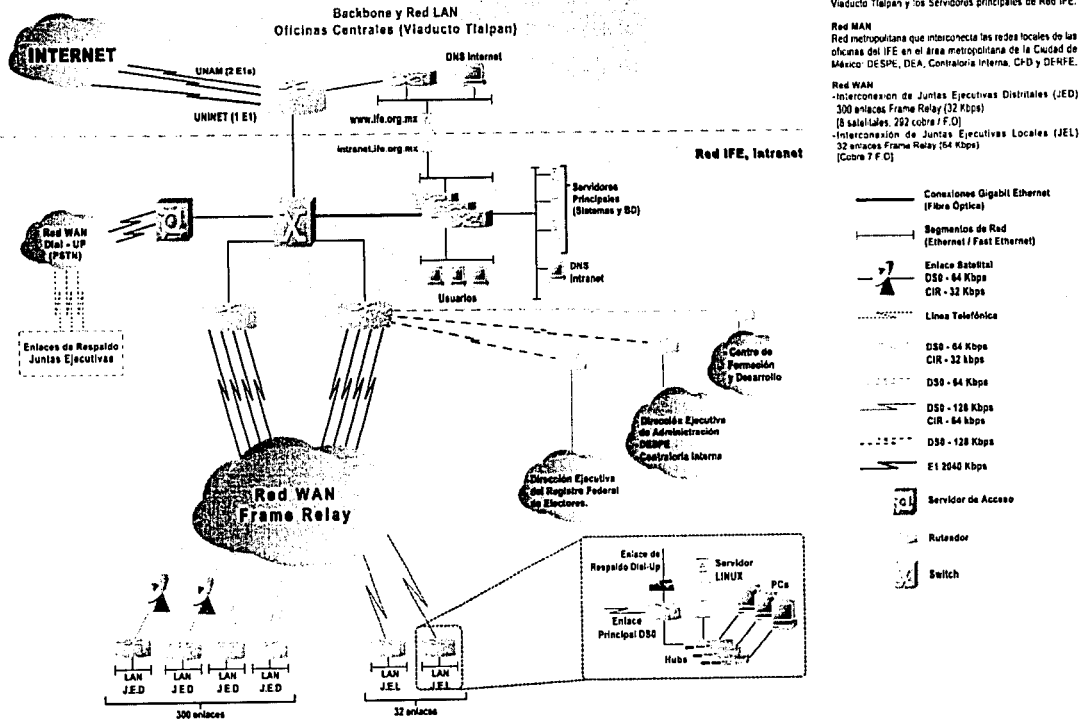 Backbone y Red LAN
Oficinas Centrales (Viaducto Tlalpan)
INTERNET
UNAM (2 E1s)
UNINET (1 E1)
DNS Internet
www.ife.org.mx
intranet.ife.org.mx
Red IFE, Intranet
Red WAN
Dial - UP
(PSTN)
Servidores
Principales
(Sistemas y BD)
DNS
Intranet
Usuarios
Enlaces de Respaldo
Juntas Ejecutivas
Centro de
Formación
y Desarrollo
Dirección Ejecutiva
de Administración
DESPE
Contraloría Interna
Dirección Ejecutiva
del Registro Federal
de Electores.
Red WAN
Frame Relay
Enlace de
Respaldo Dial-Up
Servidor
LINUX
PCs
Enlace
Principal DS0
Hubs
LAN
J.E.D
LAN
J.E.D
LAN
J.E.D
LAN
J.E.D
300 enlaces
LAN
J.E.L
LAN
J.E.L
32 enlaces
Viaducto Tlalpan y los Servidores principales de Red IFE.
Red MAN
Red metropolitana que interconecta las redes locales de las
oficinas del IFE en el área metropolitana de la Ciudad de
México: DESPE, DEA, Contraloría Interna, CFD y DERFE.
Red WAN
-Interconexión de Juntas Ejecutivas Distritales (JED)
300 enlaces Frame Relay (32 Kbps)
[8 satelitales, 292 cobre / F.O]
-Interconexión de Juntas Ejecutivas Locales (JEL)
32 enlaces Frame Relay (64 Kbps)
[Cobre 7 F.O]
Conexiones Gigabit Ethernet
(Fibra Óptica)
Segmentos de Red
(Ethernet / Fast Ethernet)
Enlace Satelital
DS0 - 64 Kbps
CIR - 32 Kbps
Línea Telefónica
DS0 - 64 Kbps
CIR - 32 kbps
DS0 - 64 Kbps
DS0 - 128 Kbps
CIR - 64 kbps
DS0 - 128 Kbps
E1 2040 Kbps
Servidor de Acceso
Ruteador
Switch